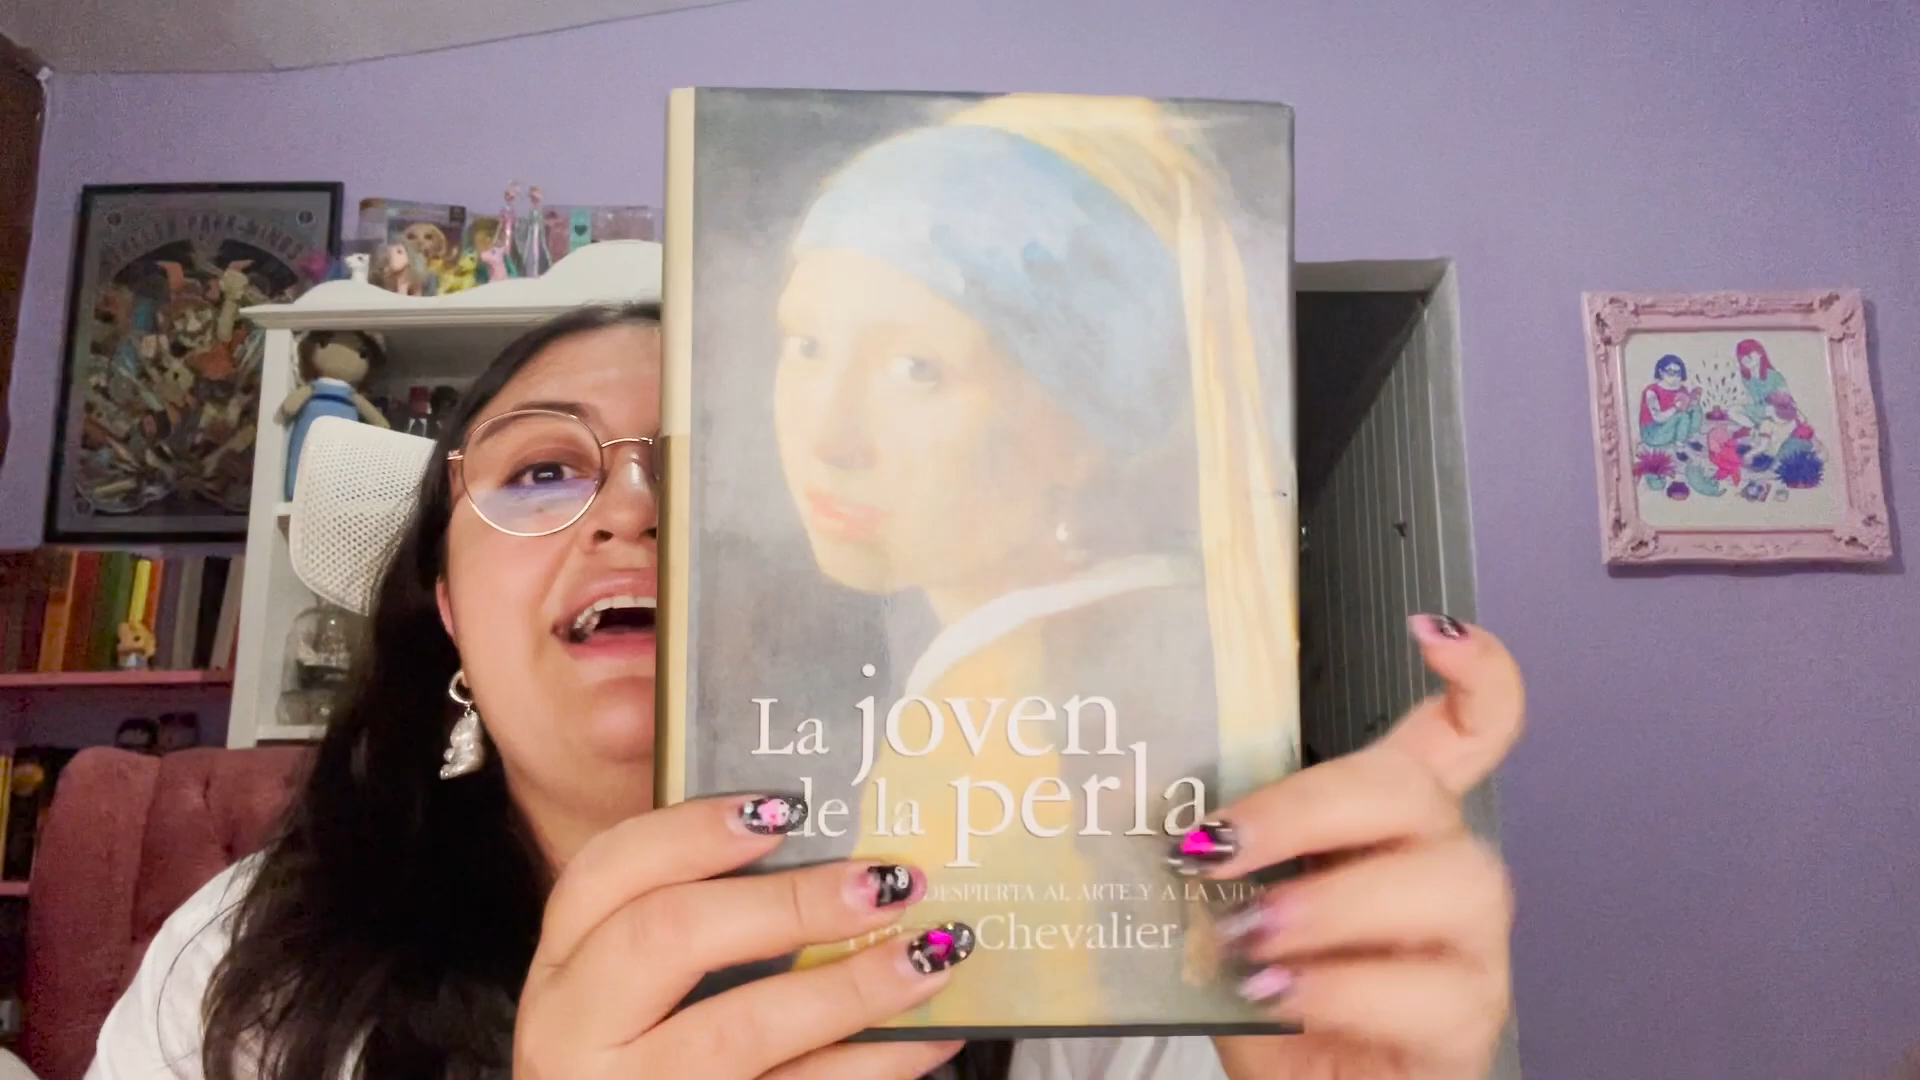 La joven
de la perla
DESPIERTA AL ARTE Y A LA VIDA
Chevalier